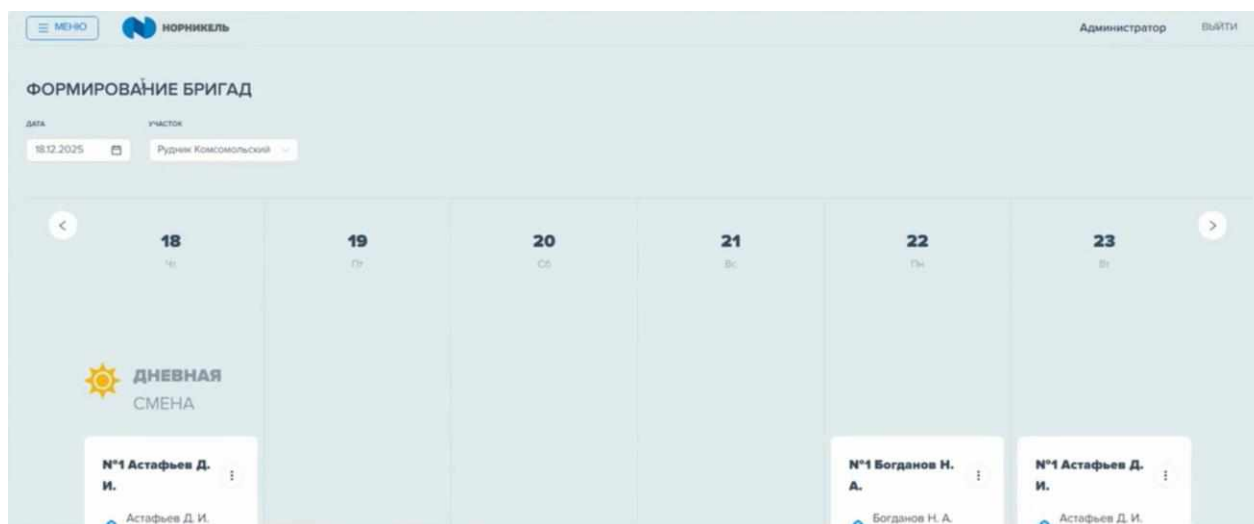 МЕНЮ
НОРНИКЕЛЬ
Администратор
ВЫЙТИ
ФОРМИРОВАНИЕ БРИГАД
ДАТА
УЧАСТОК
18.12.2025
Рудник Комсомольский
18
19
20
21
22
23
Чт
Пт
Сб
Вс
Пн
Вт
ДНЕВНАЯ
СМЕНА
№1 Астафьев Д.
И.
Астафьев Д. И.
№1 Богданов Н.
А.
Богданов Н. А.
№1 Астафьев Д.
И.
Астафьев Д. И.